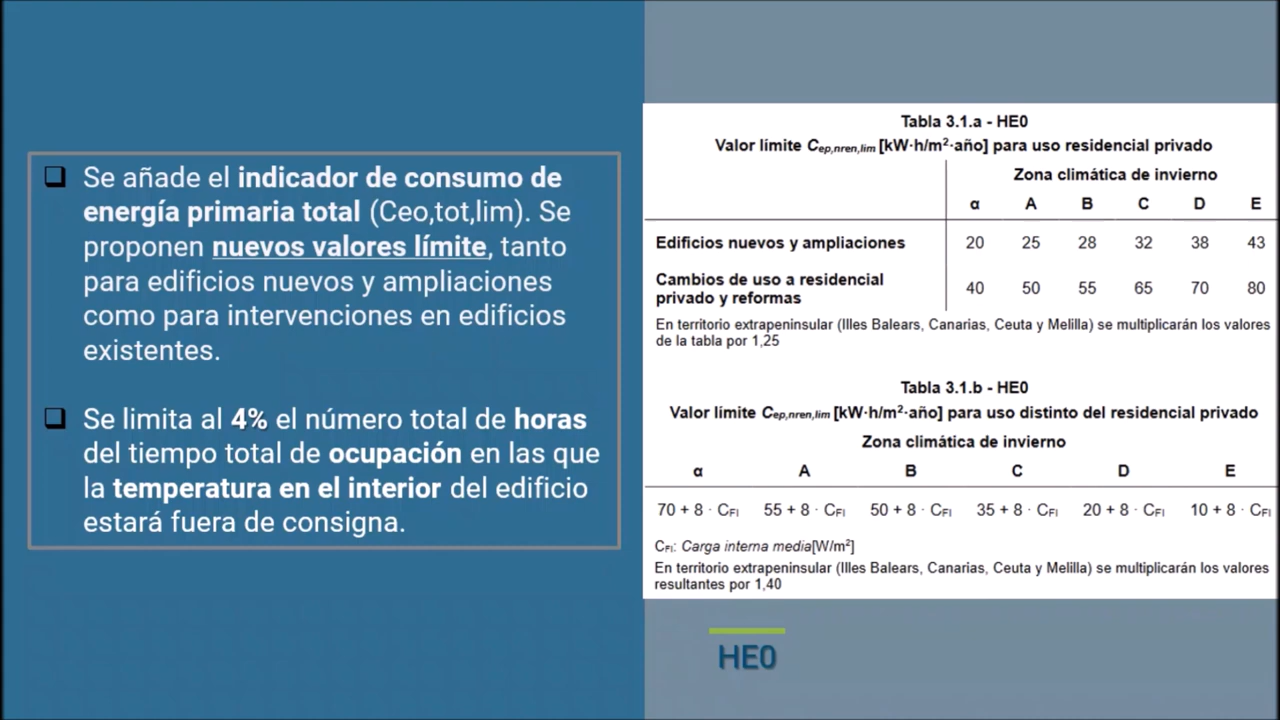 Se añade el indicador de consumo de
energía primaria total (Ceo,tot,lim). Se
proponen nuevos valores límite, tanto
para edificios nuevos y ampliaciones
como para intervenciones en edificios
existentes.
Se limita al 4% el número total de horas
del tiempo total de ocupación en las que
la temperatura en el interior del edificio
estará fuera de consigna.
Tabla 3.1.a - HE0
Valor límite Cep,nren,lim [kW·h/m²·año] para uso residencial privado
Zona climática de invierno
α A B C D E
Edificios nuevos y ampliaciones 20 25 28 32 38 43
Cambios de uso a residencial
privado y reformas 40 50 55 65 70 80
En territorio extrapeninsular (Illes Balears, Canarias, Ceuta y Melilla) se multiplicarán los valores
de la tabla por 1,25
Tabla 3.1.b - HE0
Valor límite Cep,nren,lim [kW·h/m²·año] para uso distinto del residencial privado
Zona climática de invierno
α A B C D E
70 + 8 · CFI 55 + 8 · CFI 50 + 8 · CFI 35 + 8 · CFI 20 + 8 · CFI 10 + 8 · CFI
CFI: Carga interna media[W/m²]
En territorio extrapeninsular (Illes Balears, Canarias, Ceuta y Melilla) se multiplicarán los valores
resultantes por 1,40
HE0